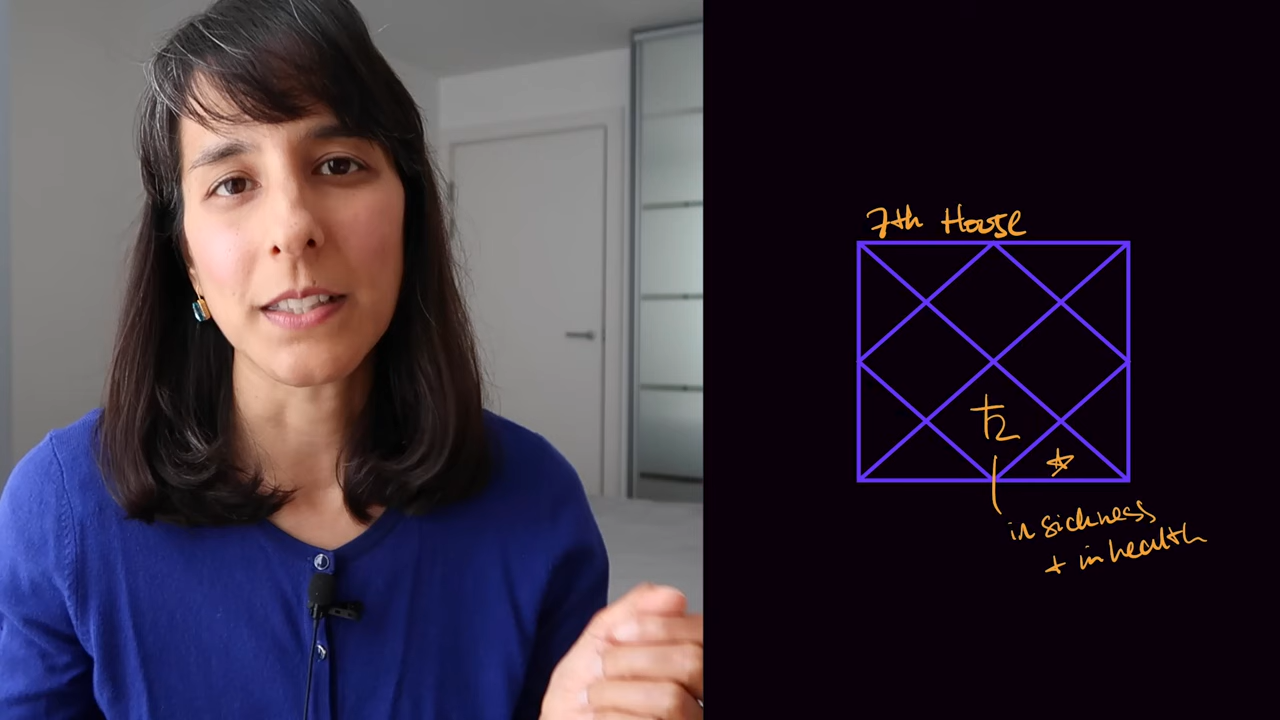 7th House
♄
in sickness
+ in health